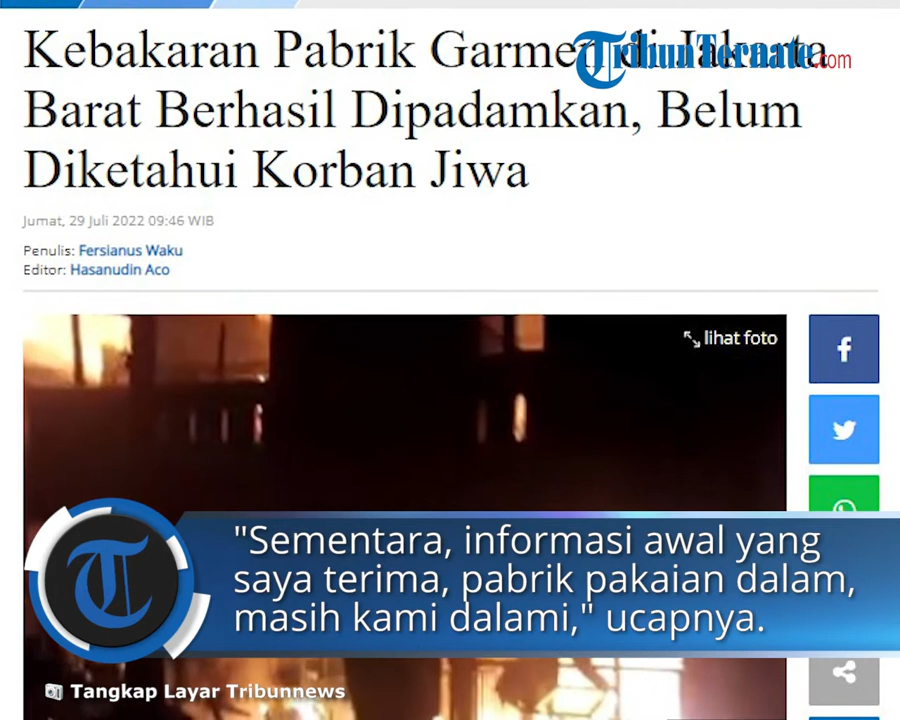 Kebakaran Pabrik Garmen di Jakarta
TribunTernate.com
Barat Berhasil Dipadamkan, Belum
Diketahui Korban Jiwa
Jumat, 29 Juli 2022 09:46 WIB
Penulis: Fersianus Waku
Editor: Hasanudin Aco
lihat foto
"Sementara, informasi awal yang
saya terima, pabrik pakaian dalam,
masih kami dalami," ucapnya.
Tangkap Layar Tribunnews